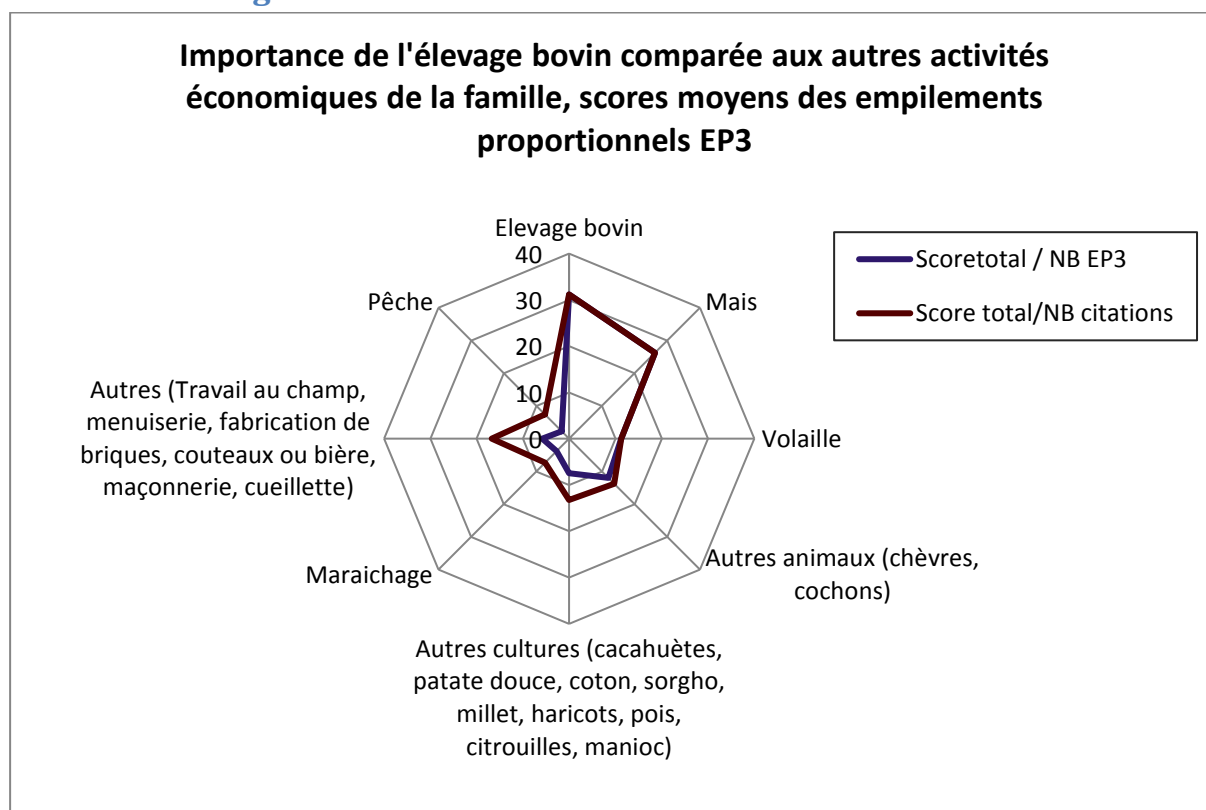 Importance de l'élevage bovin comparée aux autres activités
économiques de la famille, scores moyens des empilements
proportionnels EP3
Elevage bovin
40
30
20
10
0
Mais
Volaille
Autres animaux (chèvres,
cochons)
Autres cultures (cacahuètes,
patate douce, coton, sorgho,
millet, haricots, pois,
citrouilles, manioc)
Maraichage
Autres (Travail au champ,
menuiserie, fabrication de
briques, couteaux ou bière,
maçonnerie, cueillette)
Pêche
Scoretotal / NB EP3
Score total/NB citations